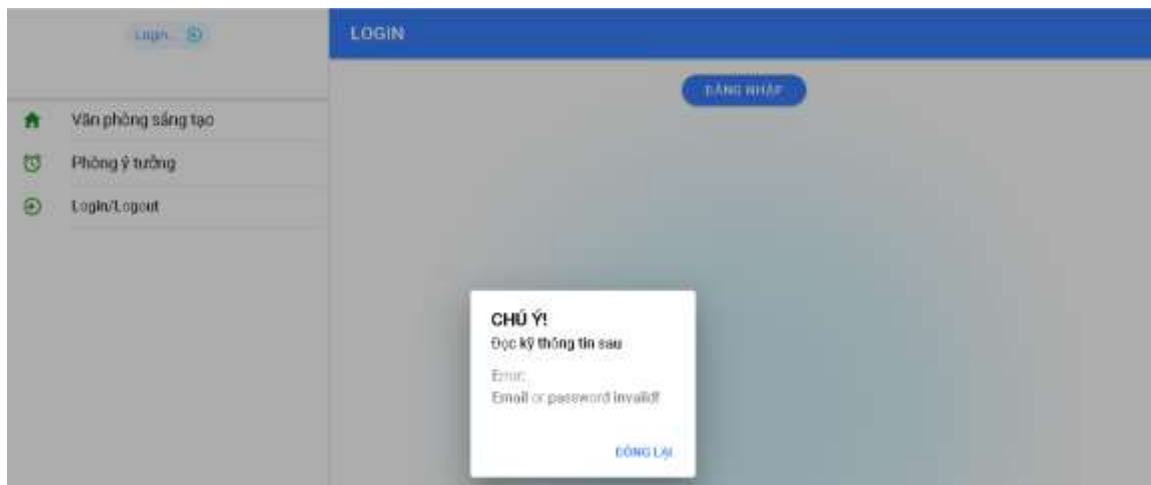 Login...
LOGIN
ĐĂNG NHẬP
Văn phòng sáng tạo
Phòng ý tưởng
Login/Logout
CHÚ Ý!
Đọc kỹ thông tin sau
Error:
Email or password invalid!
ĐÓNG LẠI